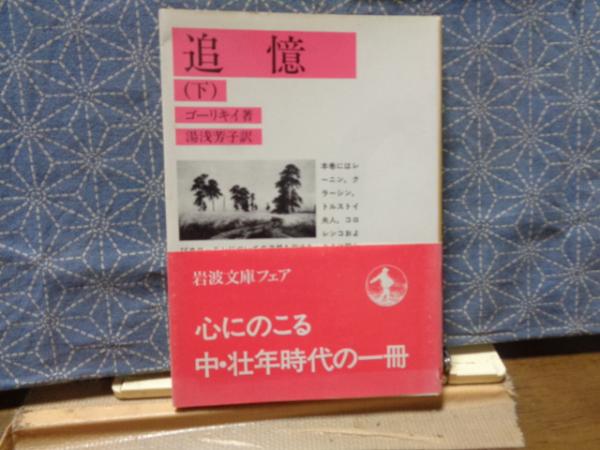 追憶
(下)
ゴーリキイ著
湯浅芳子訳
本巻にはレ
ーニン，ク
ラーシン，
トルストイ
夫人，コロ
レンコおよ
岩波文庫フェア
心にのこる
中・壮年時代の一冊